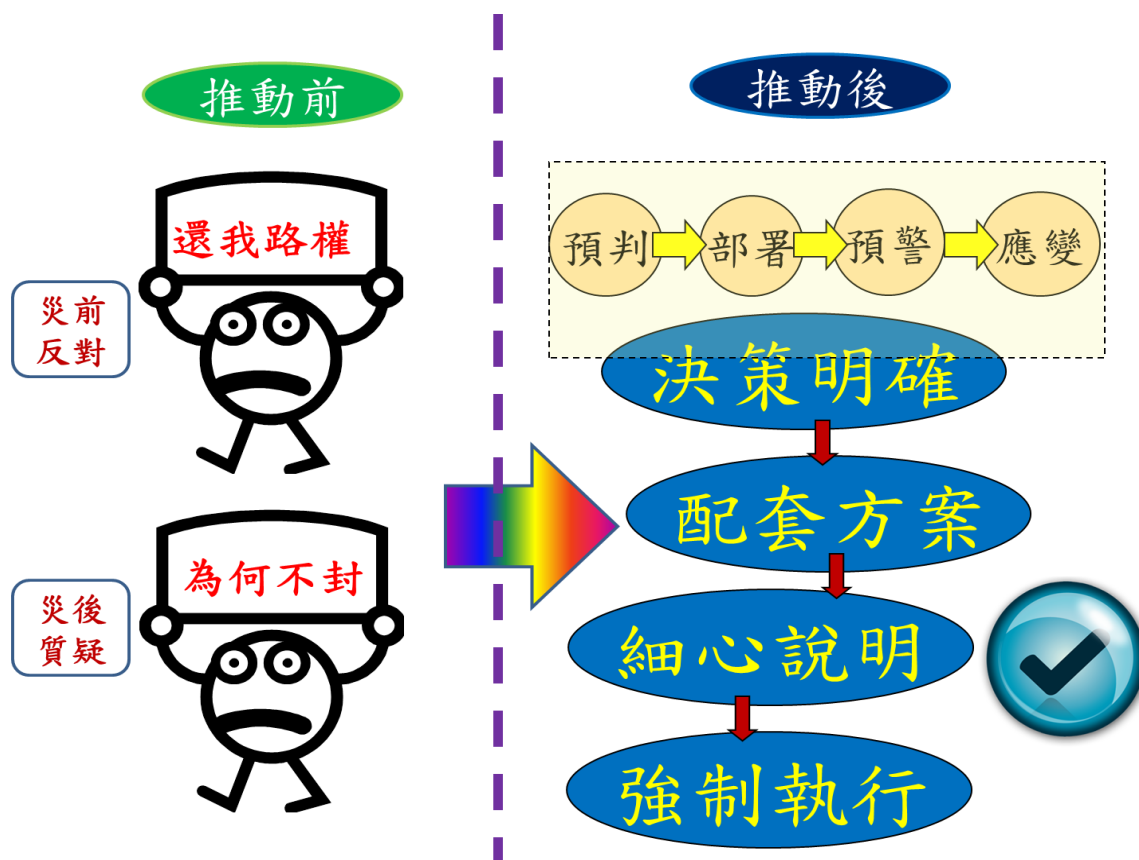 推動前
還我路權
災前
反對
為何不封
災後
質疑
推動後
預判
部署
預警
應變
決策明確
配套方案
細心說明
強制執行